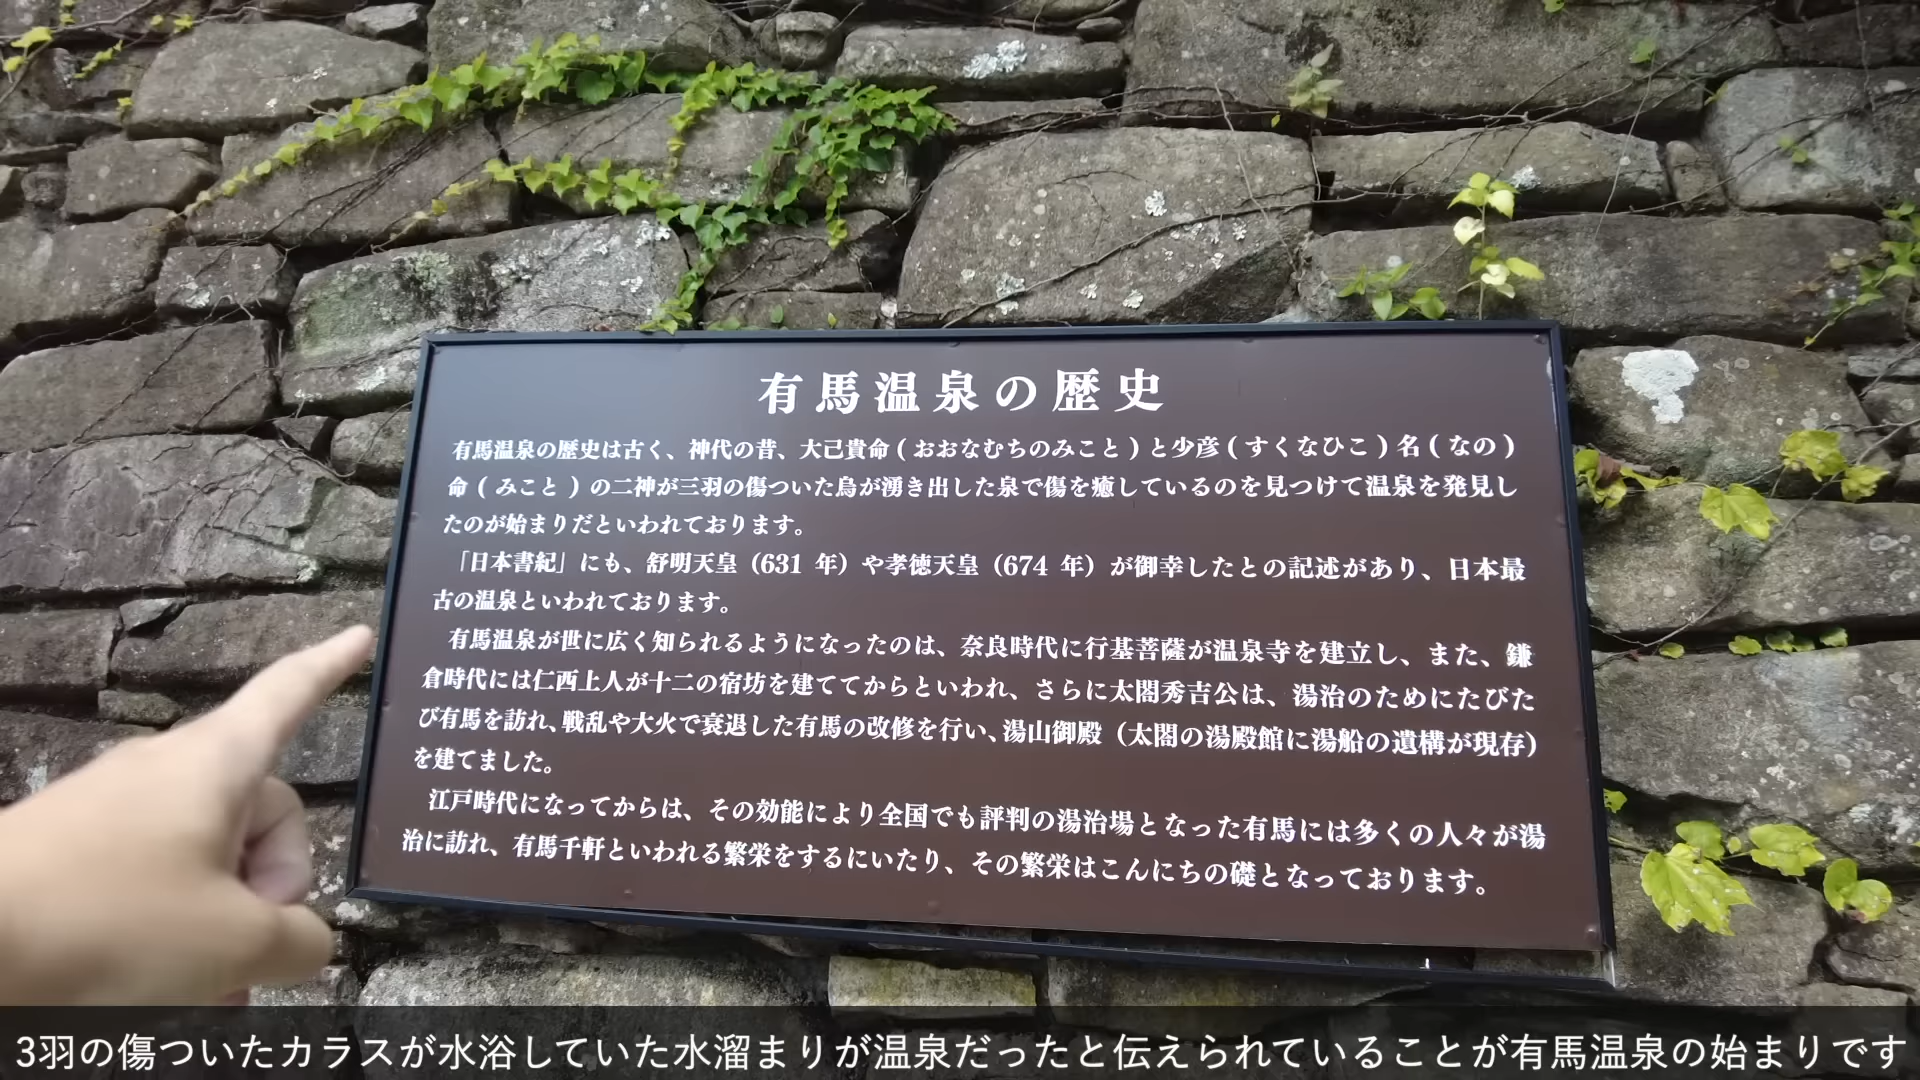 有馬温泉の歴史
有馬温泉の歴史は古く、神代の昔、大己貴命(おおなむちのみこと)と少彦(すくなひこ)名(なの)
命(みこと)の二神が三羽の傷ついた烏が湧き出した泉で傷を癒しているのを見つけて温泉を発見し
たのが始まりだといわれております。
「日本書紀」にも、舒明天皇(631 年)や孝徳天皇(674 年)が御幸したとの記述があり、日本最
古の温泉といわれております。
有馬温泉が世に広く知られるようになったのは、奈良時代に行基菩薩が温泉寺を建立し、また、鎌
倉時代には仁西上人が十二の宿坊を建ててからといわれ、さらに太閤秀吉公は、湯治のためにたびた
び有馬を訪れ、戦乱や大火で衰退した有馬の改修を行い、湯山御殿(太閤の湯殿館に湯船の遺構が現存)
を建てました。
江戸時代になってからは、その効能により全国でも評判の湯治場となった有馬には多くの人々が湯
治に訪れ、有馬千軒といわれる繁栄をするにいたり、その繁栄はこんにちの礎となっております。
3羽の傷ついたカラスが水浴していた水溜まりが温泉だったと伝えられていることが有馬温泉の始まりです